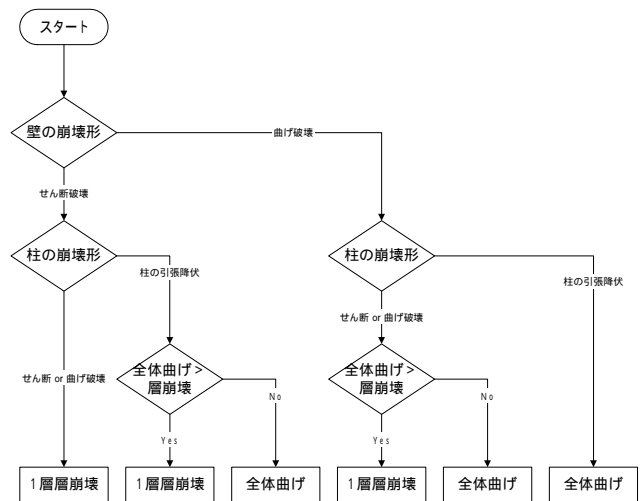 スタート
壁の崩壊形
曲げ破壊
せん断破壊
柱の崩壊形
柱の崩壊形
柱の引張降伏
柱の引張降伏
せん断 or 曲げ破壊
全体曲げ >
層崩壊
全体曲げ >
層崩壊
せん断 or 曲げ破壊
No
No
Yes
Yes
1層層崩壊
1層層崩壊
全体曲げ
1層層崩壊
全体曲げ
全体曲げ